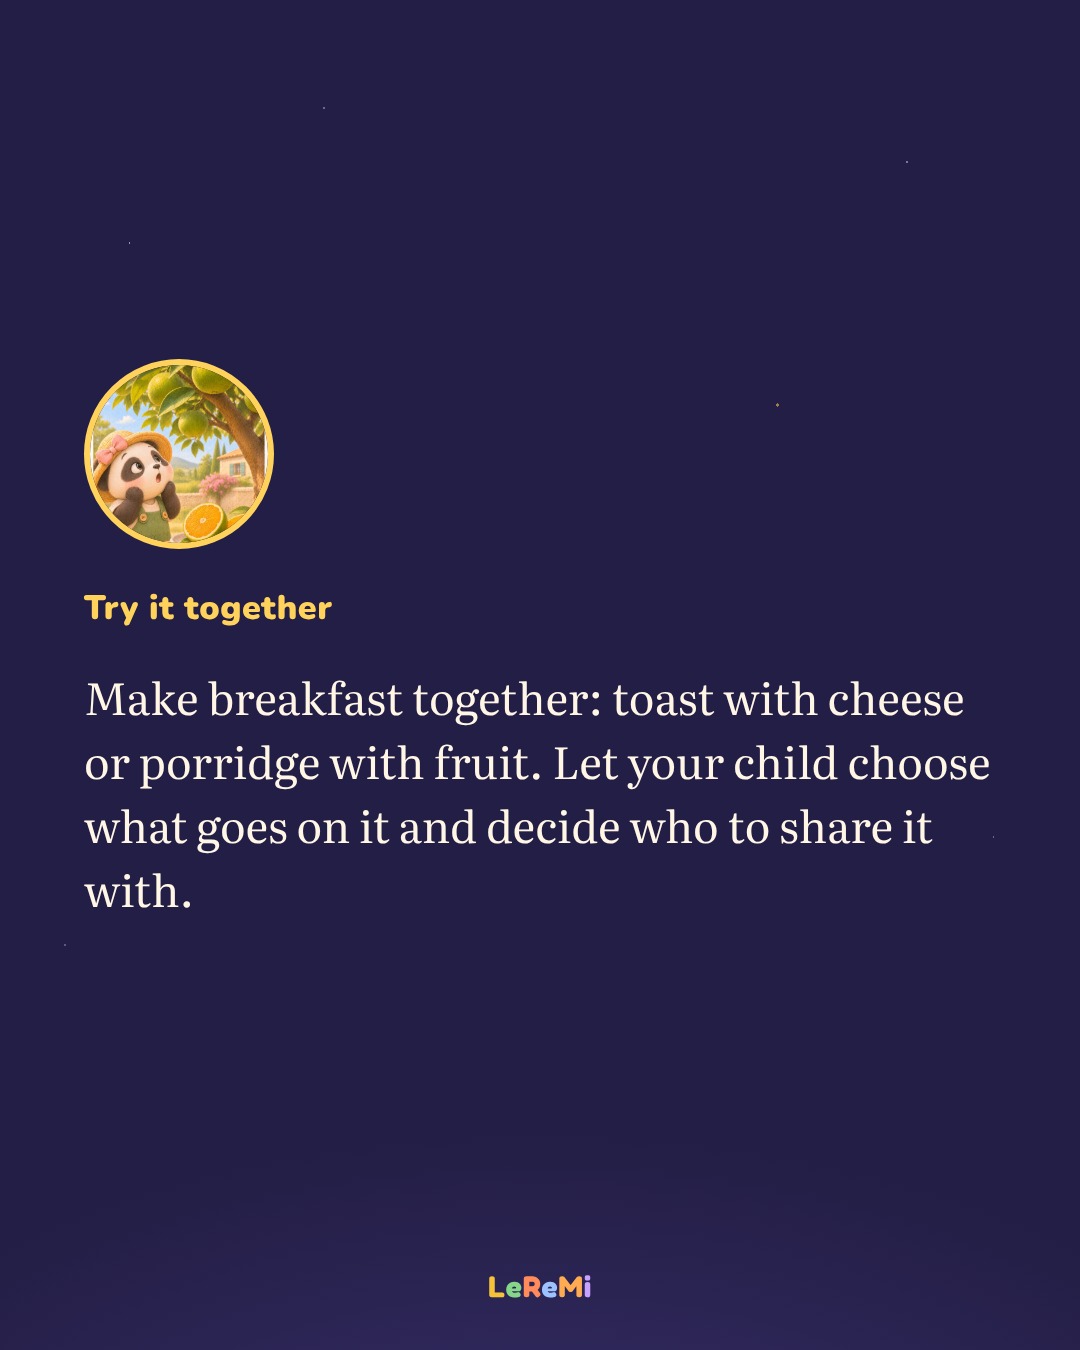 Try it together
Make breakfast together: toast with cheese
or porridge with fruit. Let your child choose
what goes on it and decide who to share it
with.
LeReMi